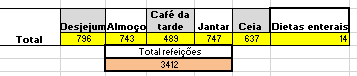 Desjejum Almoço Café da tarde Jantar Ceia Dietas enterais
Total 796 743 489 747 637 14
Total refeições
3412